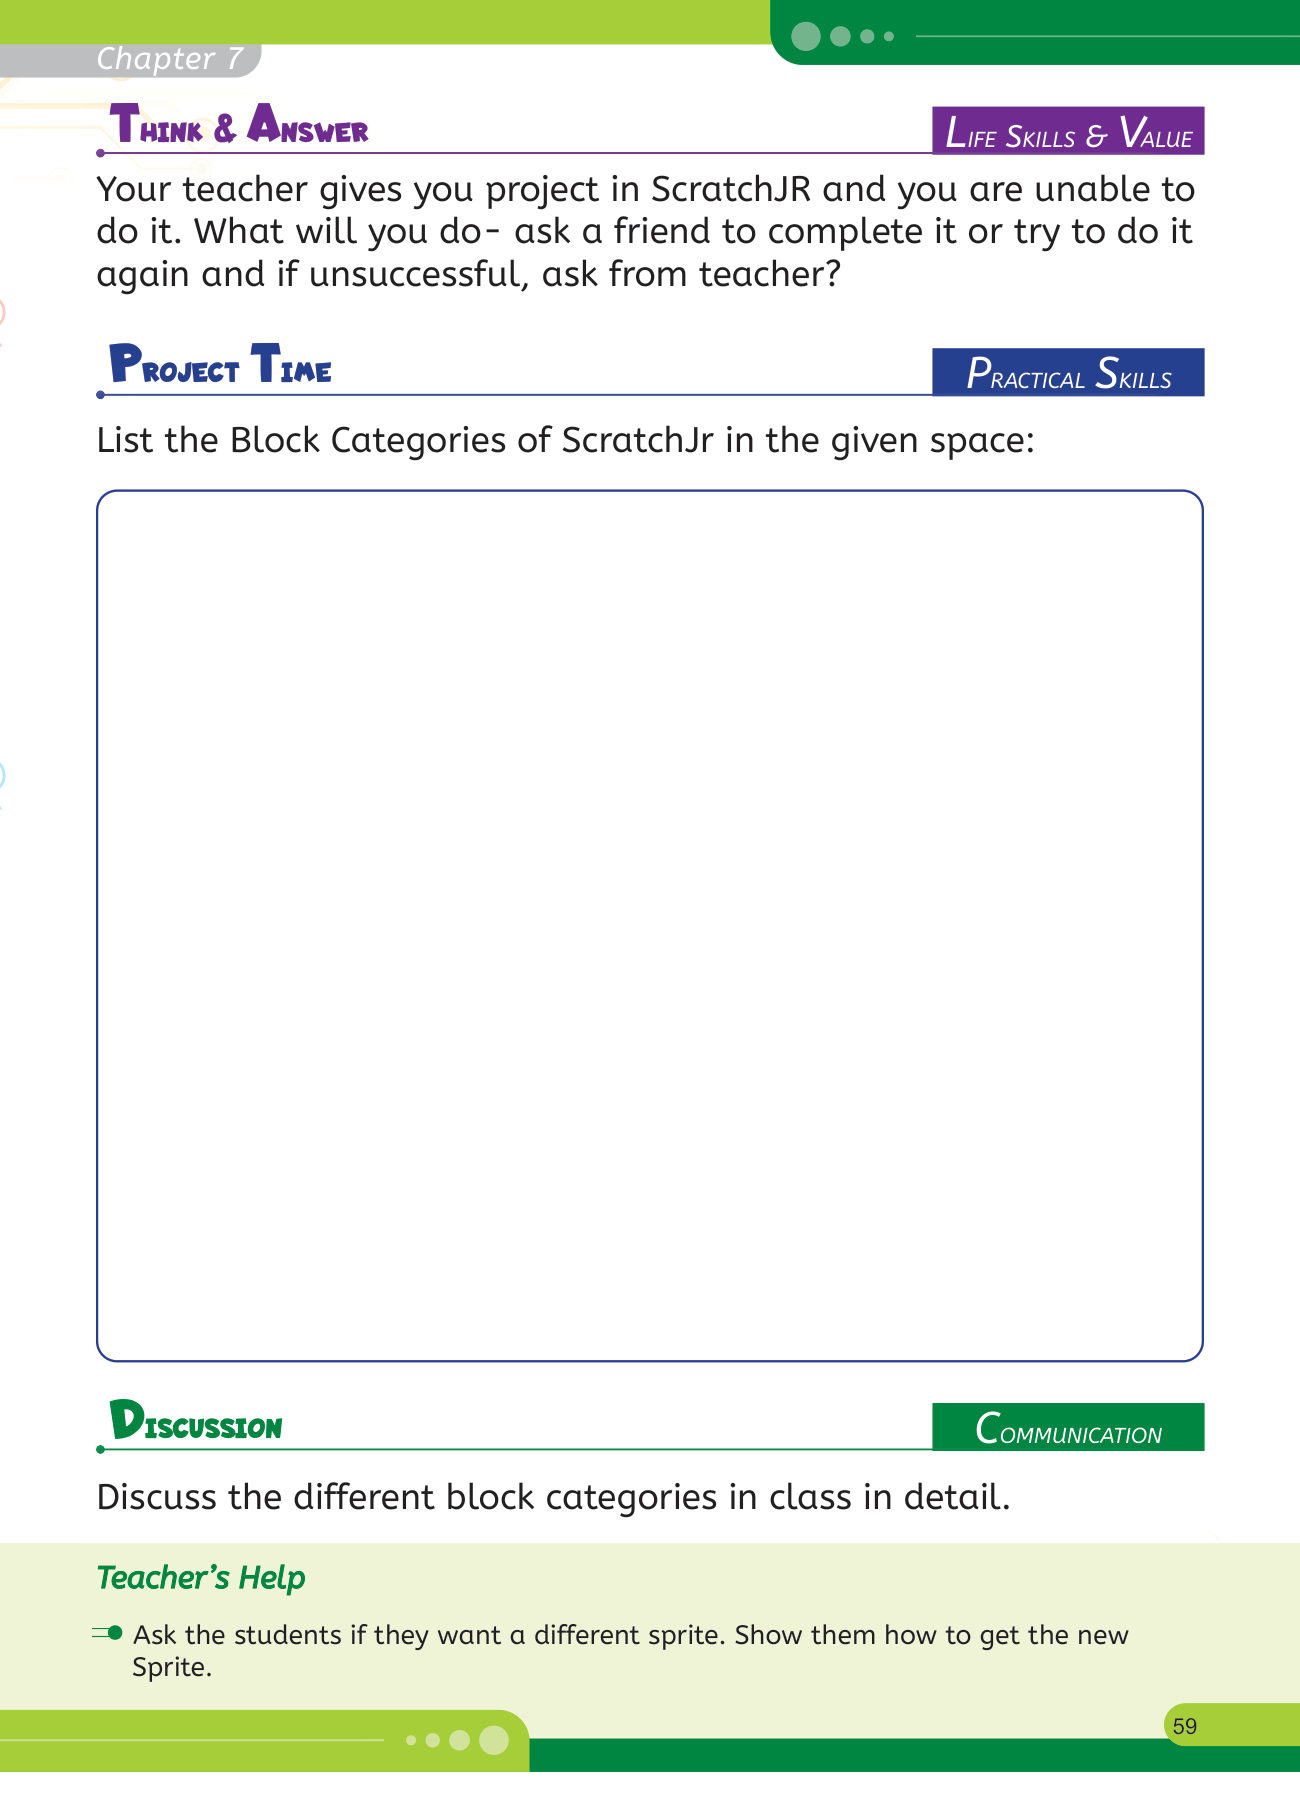 Chapter 7
THINK & ANSWER
LIFE SKILLS & VALUE
Your teacher gives you project in ScratchJR and you are unable to
do it. What will you do- ask a friend to complete it or try to do it
again and if unsuccessful, ask from teacher?
PROJECT TIME
PRACTICAL SKILLS
List the Block Categories of ScratchJr in the given space:
DISCUSSION
COMMUNICATION
Discuss the different block categories in class in detail.
Teacher's Help
Ask the students if they want a different sprite. Show them how to get the new
Sprite.
59